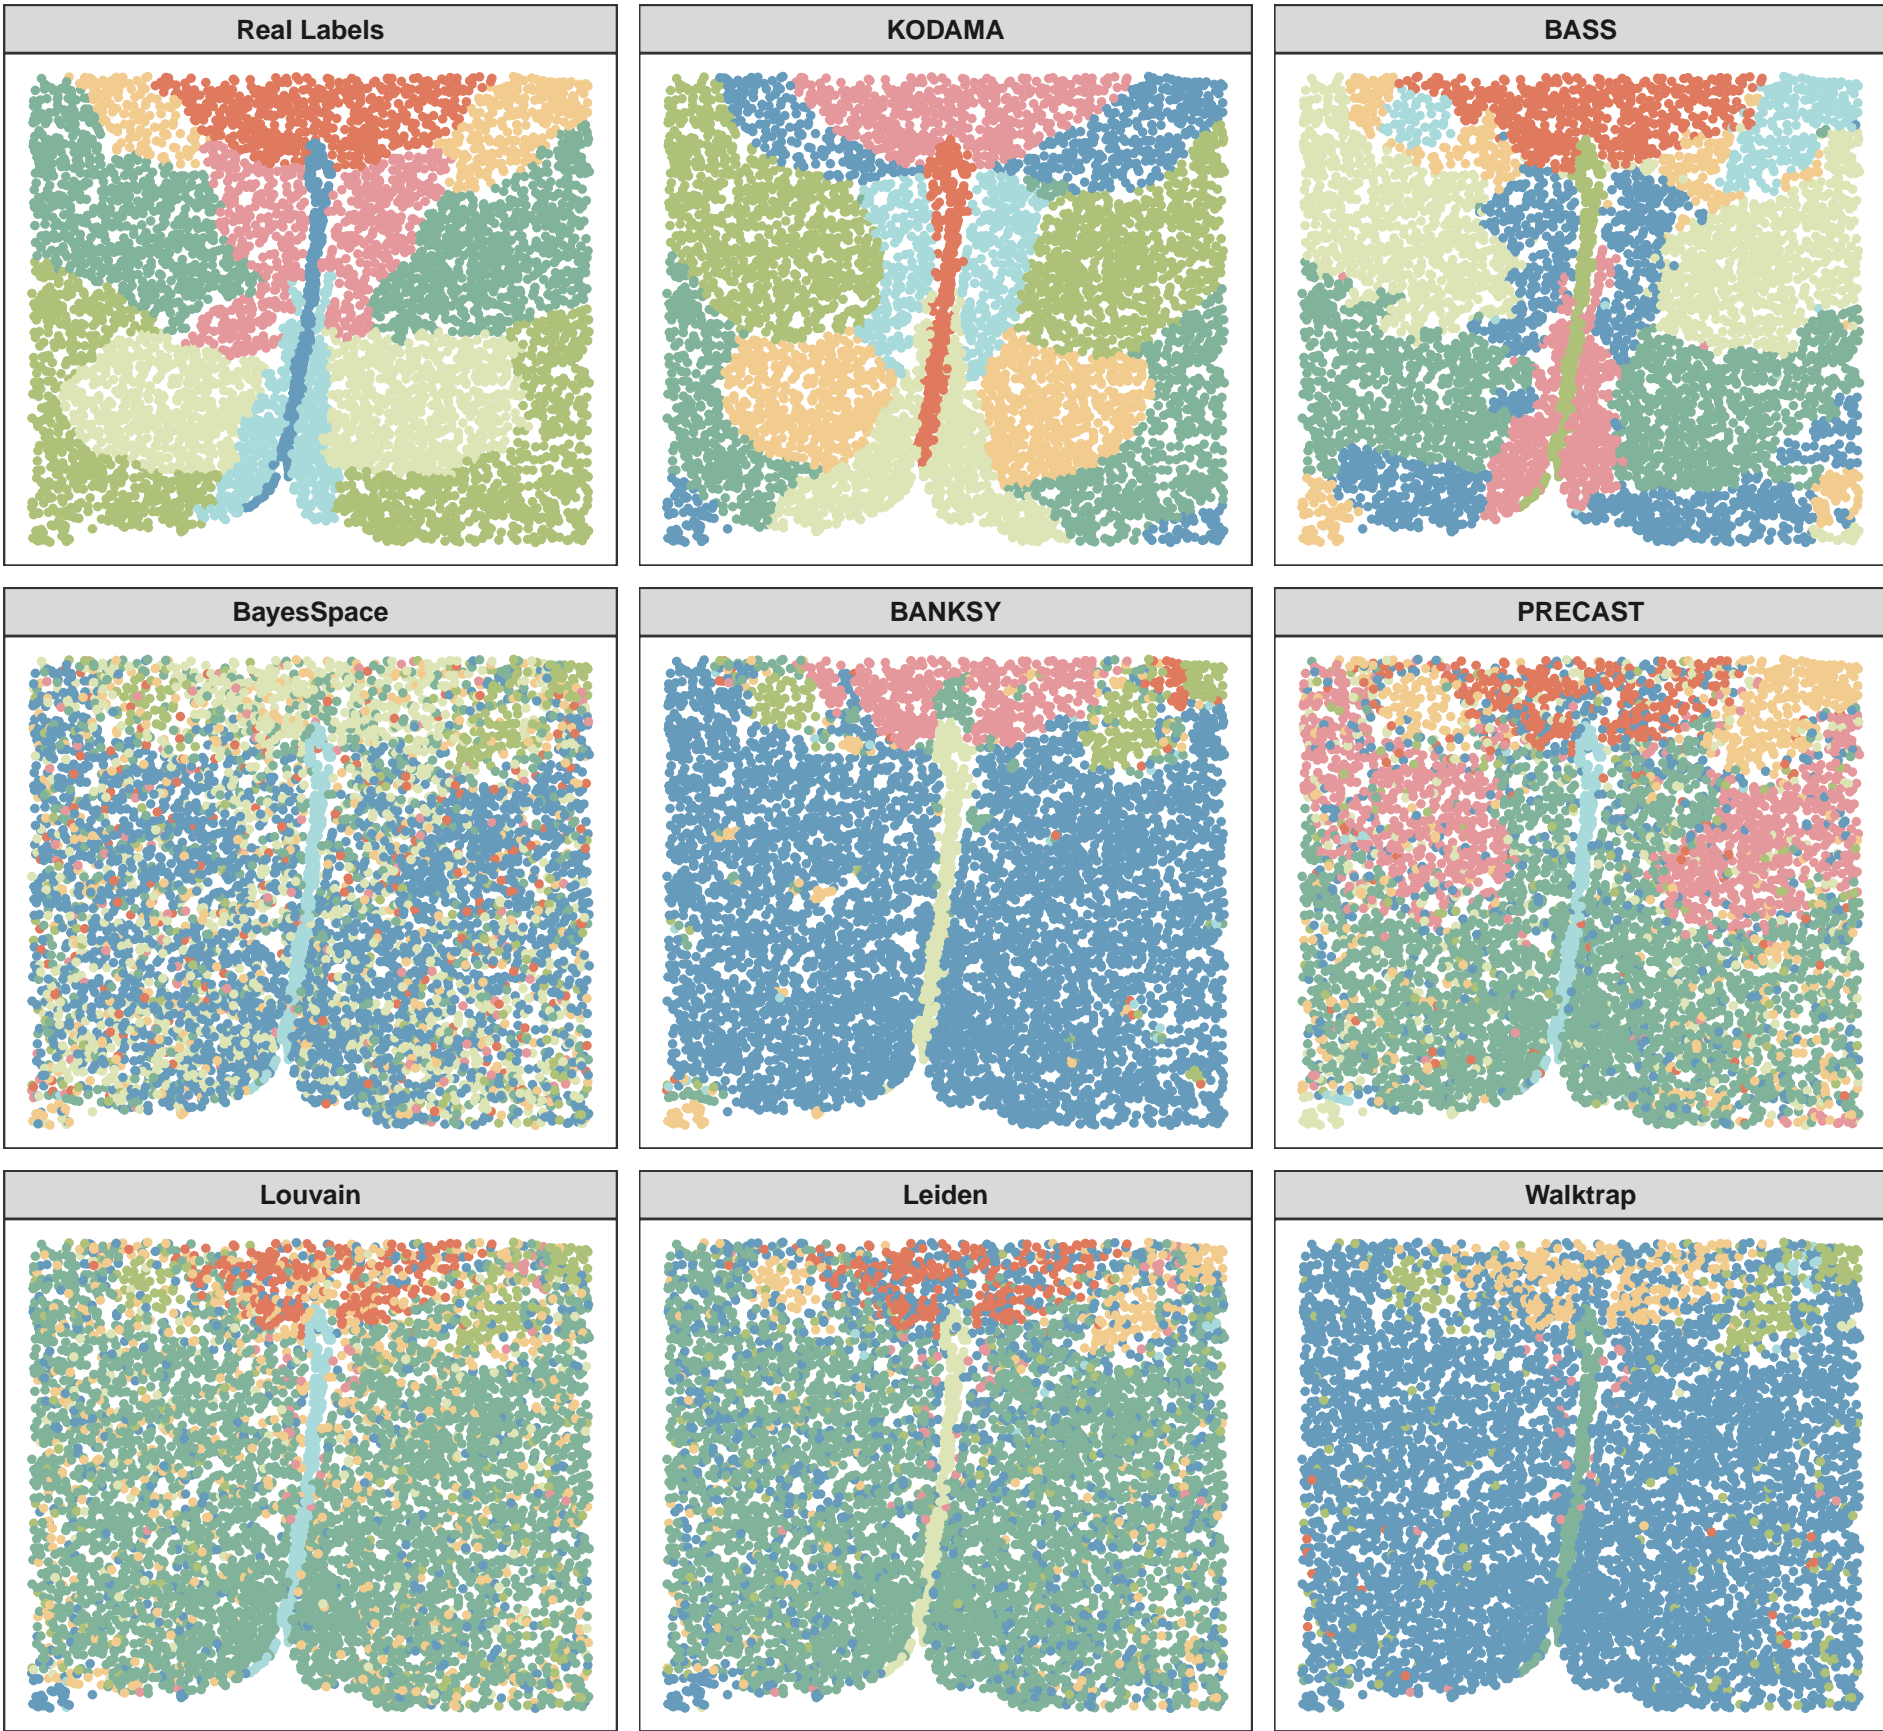 Real Labels
KODAMA
BASS
BayesSpace
BANKSY
PRECAST
Louvain
Leiden
Walktrap